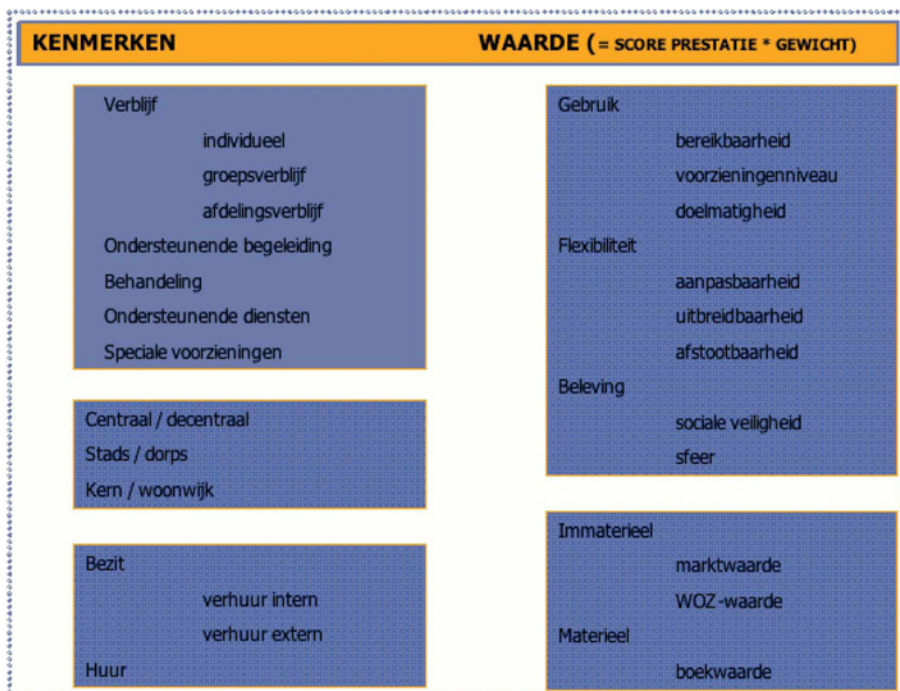 KENMERKEN
WAARDE (= SCORE PRESTATIE * GEWICHT)
Verblijf
individueel
groepsverblijf
afdelingsverblijf
Ondersteunende begeleiding
Behandeling
Ondersteunende diensten
Speciale voorzieningen
Centraal / decentraal
Stads / dorps
Kern / woonwijk
Bezit
verhuur intern
verhuur extern
Huur
Gebruik
bereikbaarheid
voorzieningenniveau
doelmatigheid
Flexibiliteit
aanpasbaarheid
uitbreidbaarheid
afstootbaarheid
Beleving
sociale veiligheid
sfeer
Immaterieel
marktwaarde
WOZ-waarde
Materieel
boekwaarde